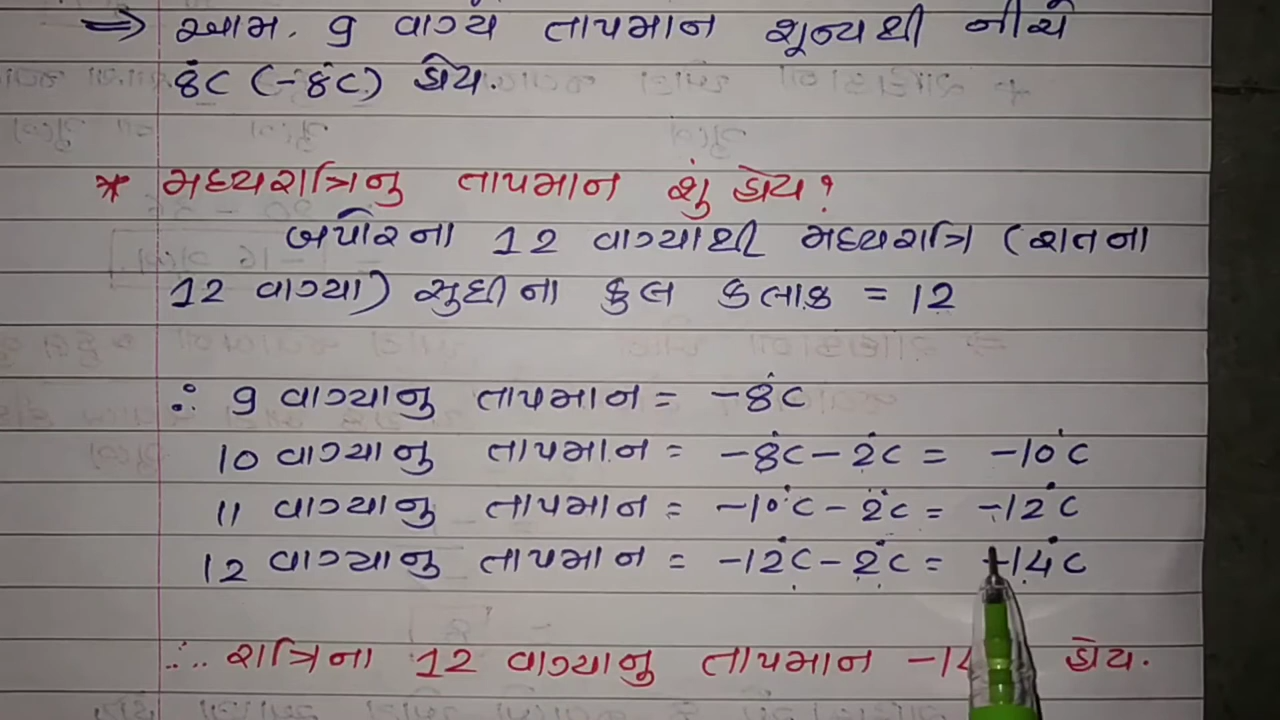 ⇒ આમ. 9 વાગ્યે તાપમાન શૂન્યથી નીચે
8°C (-8°C) હોય.
* મધ્યરાત્રિનુ તાપમાન શું હોય?
બપોરના 12 વાગ્યાથી મધ્યરાત્રિ (રાતના
12 વાગ્યા) સુધીના કુલ કલાક = 12
∴ 9 વાગ્યાનુ તાપમાન = -8°C
10 વાગ્યાનુ તાપમાન = -8°C - 2°C = -10°C
11 વાગ્યાનુ તાપમાન = -10°C - 2°C = -12°C
12 વાગ્યાનુ તાપમાન = -12°C - 2°C = -14°C
∴ રાત્રિના 12 વાગ્યાનુ તાપમાન -14 હોય.